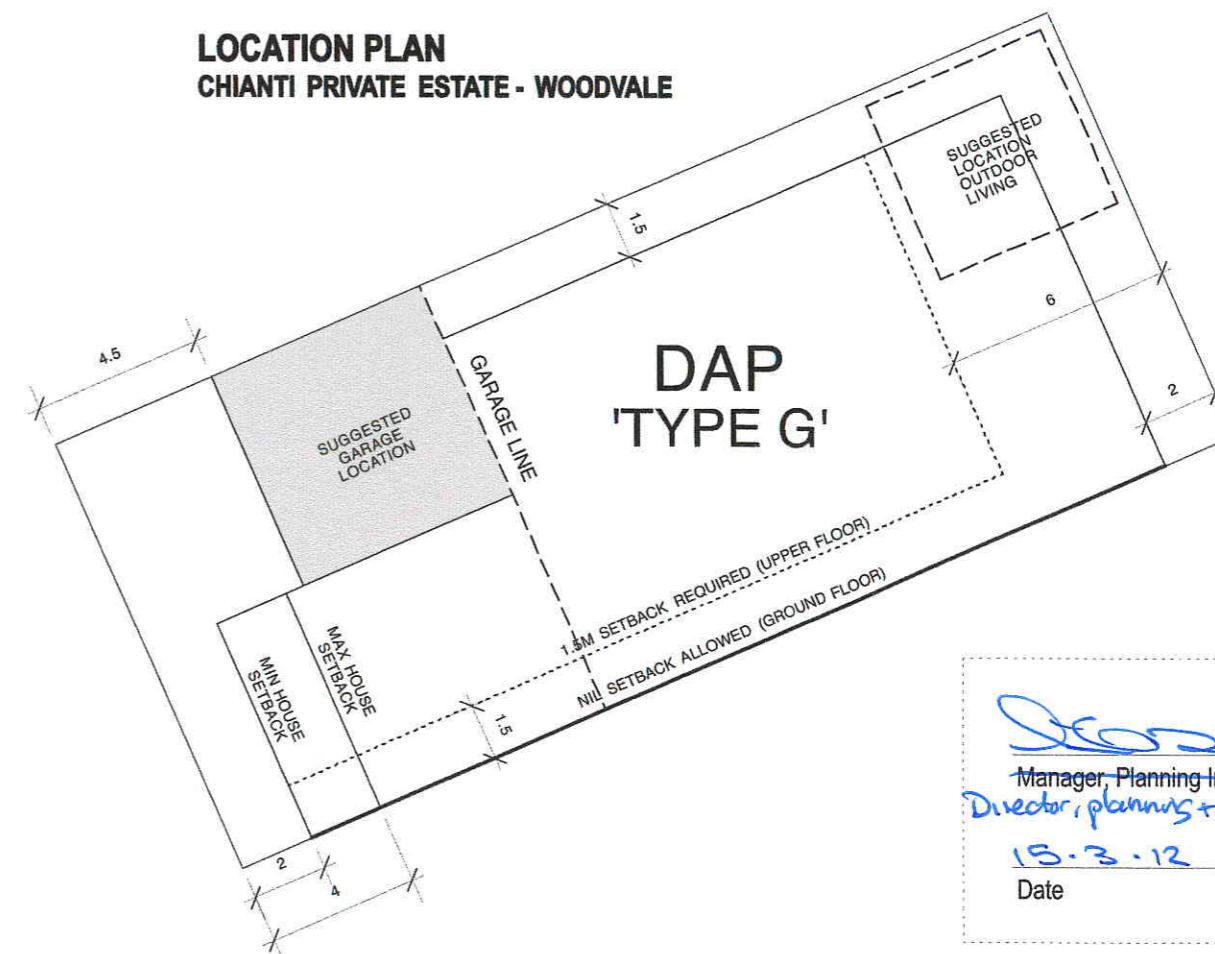 LOCATION PLAN
CHIANTI PRIVATE ESTATE - WOODVALE
SUGGESTED
LOCATION
OUTDOOR
LIVING
1.5
4.5
6
2
DAP
'TYPE G'
GARAGE LINE
SUGGESTED
GARAGE
LOCATION
1.5M SETBACK REQUIRED (UPPER FLOOR)
NIL SETBACK ALLOWED (GROUND FLOOR)
MAX HOUSE
SETBACK
MIN HOUSE
SETBACK
1.5
2
4
Manager, Planning
Director, planning +
15.3.12
Date